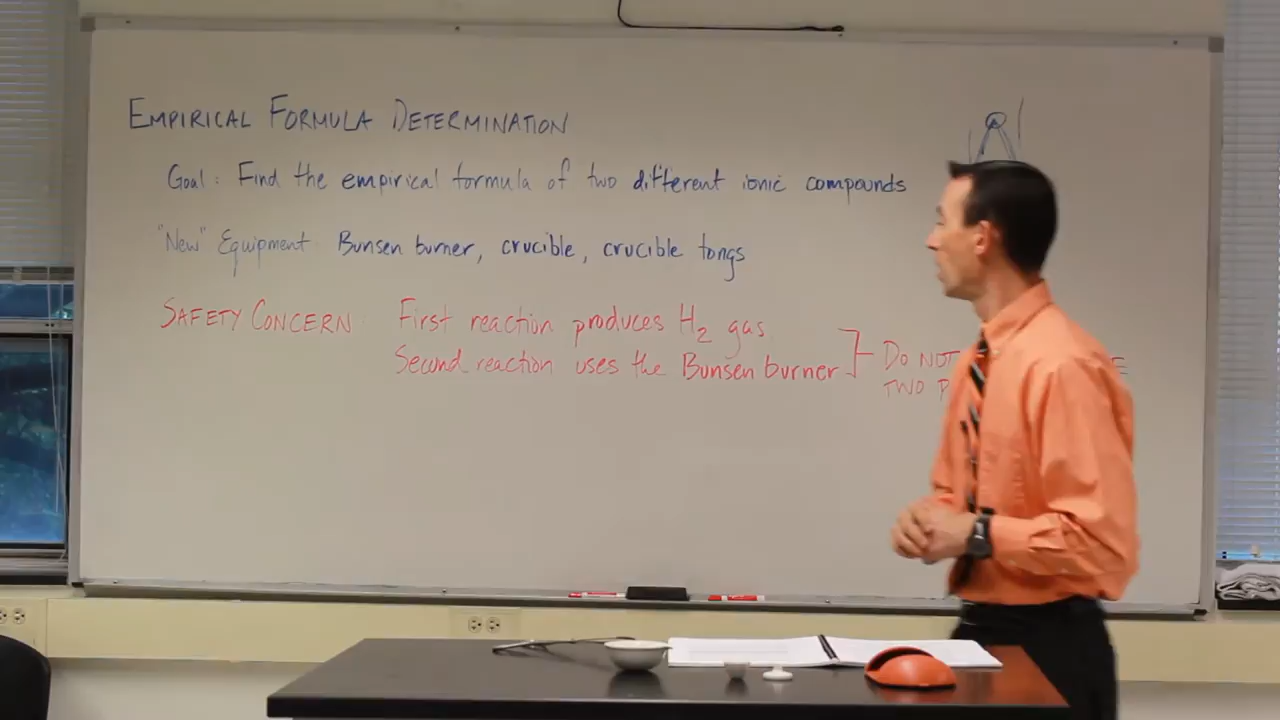 EMPIRICAL FORMULA DETERMINATION
Goal: Find the empirical formula of two different ionic compounds
"New" Equipment: Bunsen burner, crucible, crucible tongs
SAFETY CONCERN: First reaction produces H₂ gas.
Second reaction uses the Bunsen burner
DO NOT
TWO